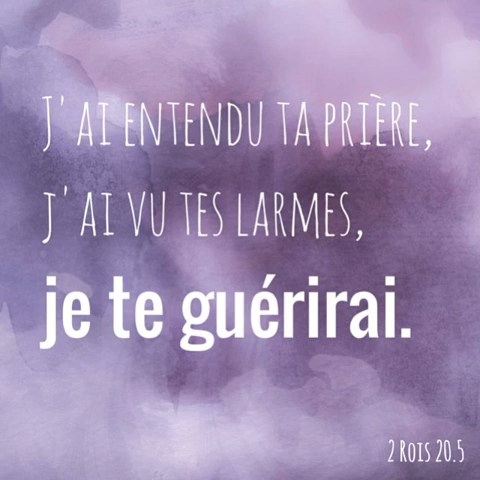 J'AI ENTENDU TA PRIÈRE,
J'AI VU TES LARMES,
je te guérirai.
2 ROIS 20.5